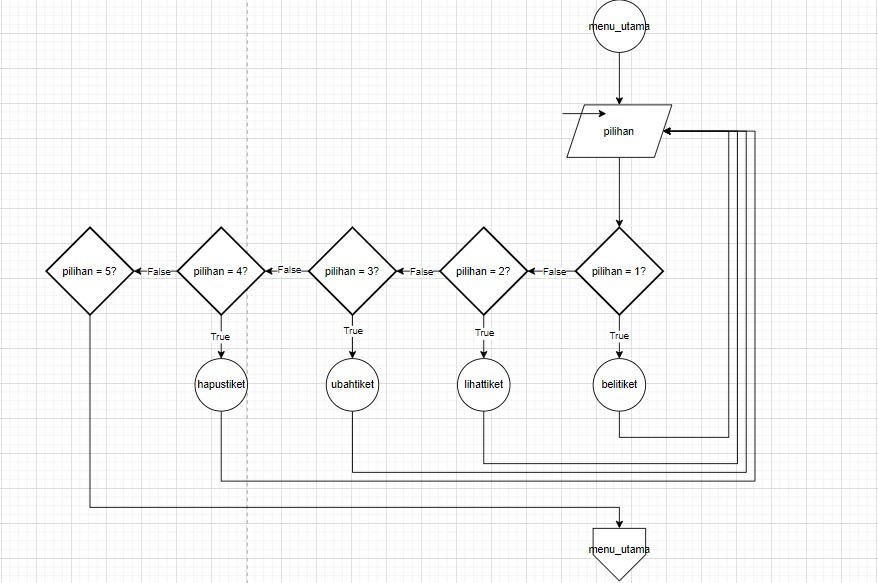 menu_utama
pilihan
pilihan = 5?
False
pilihan = 4?
False
pilihan = 3?
False
pilihan = 2?
False
pilihan = 1?
True
True
True
True
hapustiket
ubahtiket
lihattiket
belitiket
menu_utama